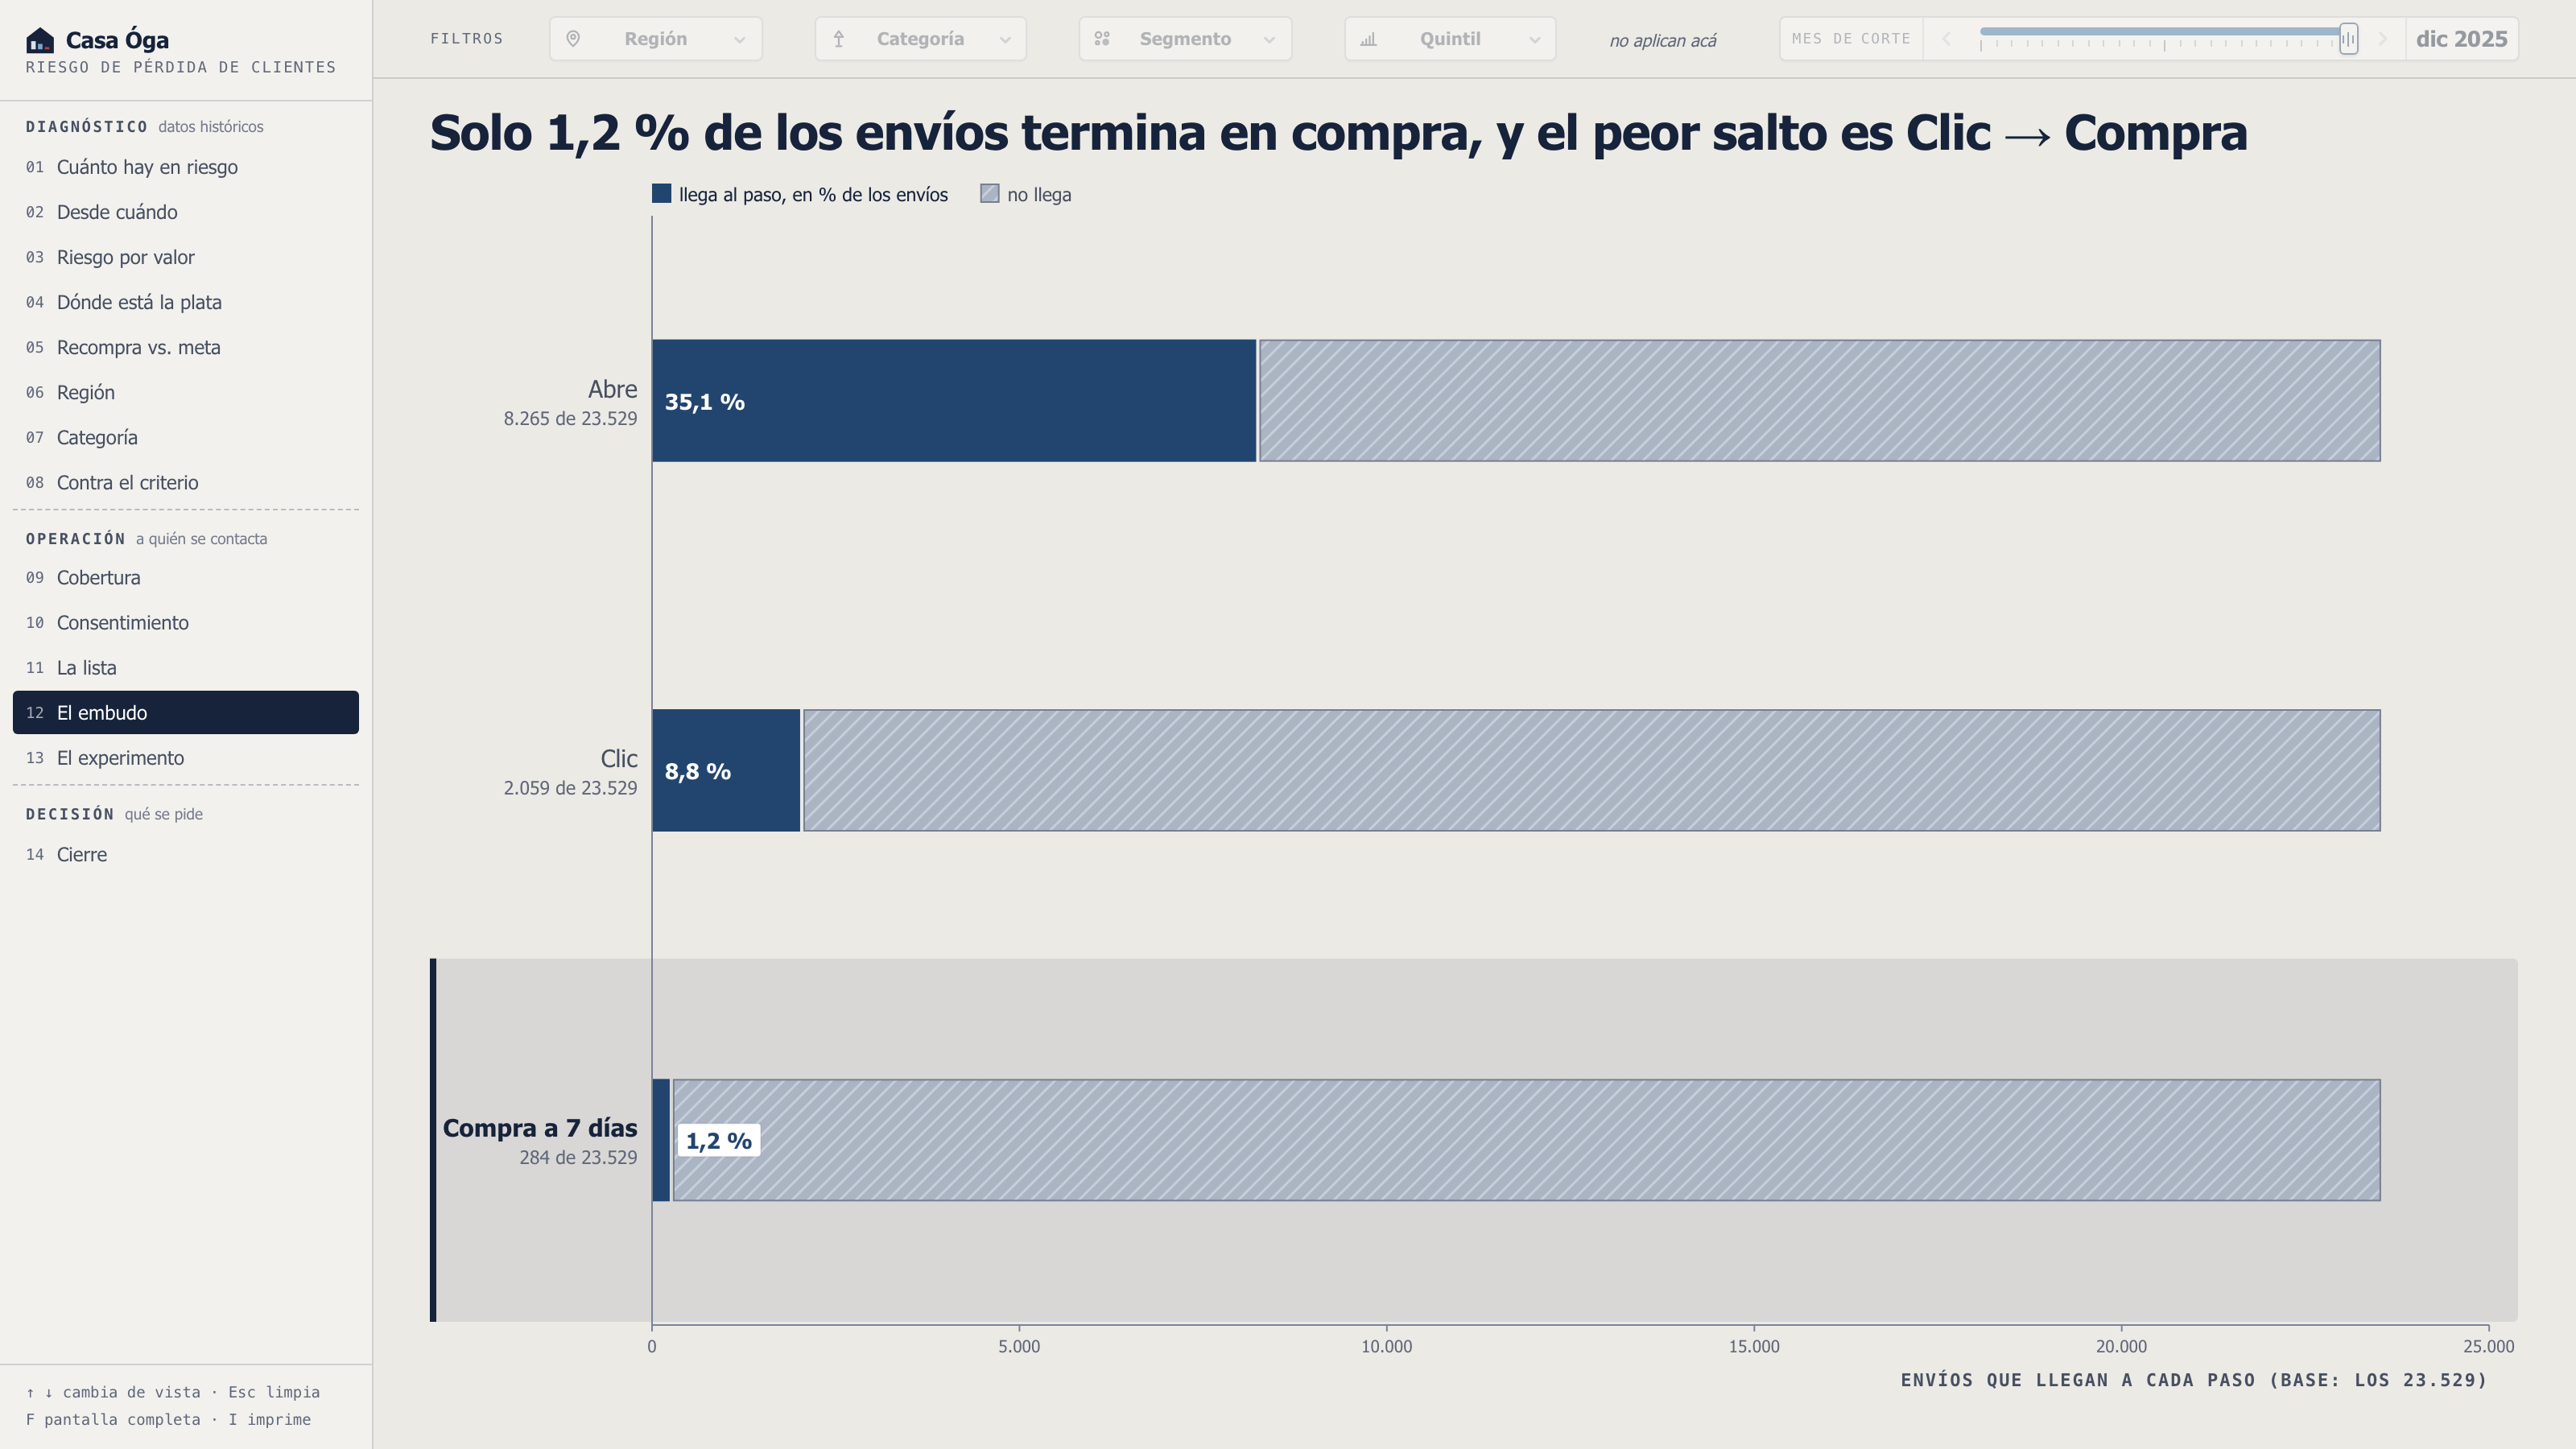 Casa Óga
RIESGO DE PÉRDIDA DE CLIENTES
DIAGNÓSTICO datos históricos
01 Cuánto hay en riesgo
02 Desde cuándo
03 Riesgo por valor
04 Dónde está la plata
05 Recompra vs. meta
06 Región
07 Categoría
08 Contra el criterio
OPERACIÓN a quién se contacta
09 Cobertura
10 Consentimiento
11 La lista
12 El embudo
13 El experimento
DECISIÓN qué se pide
14 Cierre
↑ ↓ cambia de vista · Esc limpia
F pantalla completa · I imprime
FILTROS Región Categoría Segmento Quintil no aplican acá MES DE CORTE dic 2025
Solo 1,2 % de los envíos termina en compra, y el peor salto es Clic → Compra
llega al paso, en % de los envíos no llega
Abre
8.265 de 23.529
35,1 %
Clic
2.059 de 23.529
8,8 %
Compra a 7 días
284 de 23.529
1,2 %
0 5.000 10.000 15.000 20.000 25.000
ENVÍOS QUE LLEGAN A CADA PASO (BASE: LOS 23.529)